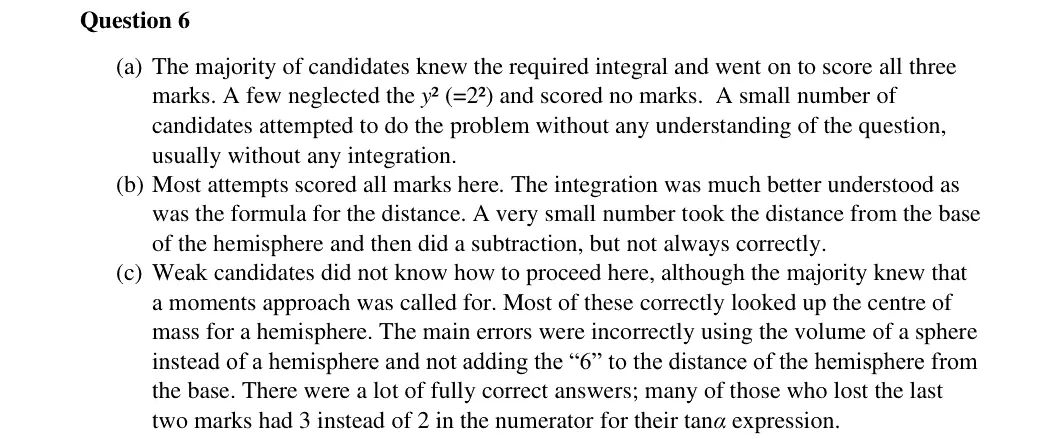 Question 6
(a) The majority of candidates knew the required integral and went on to score all three
marks. A few neglected the y² (=2²) and scored no marks.  A small number of
candidates attempted to do the problem without any understanding of the question,
usually without any integration.
(b) Most attempts scored all marks here. The integration was much better understood as
was the formula for the distance. A very small number took the distance from the base
of the hemisphere and then did a subtraction, but not always correctly.
(c) Weak candidates did not know how to proceed here, although the majority knew that
a moments approach was called for. Most of these correctly looked up the centre of
mass for a hemisphere. The main errors were incorrectly using the volume of a sphere
instead of a hemisphere and not adding the “6” to the distance of the hemisphere from
the base. There were a lot of fully correct answers; many of those who lost the last
two marks had 3 instead of 2 in the numerator for their tanα expression.